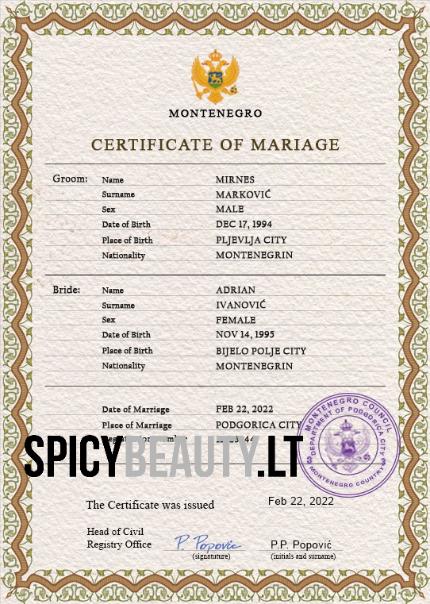 MONTENEGRO
CERTIFICATE OF MARIAGE
Groom: Name MIRNES
Surname MARKOVIĆ
Sex MALE
Date of Birth DEC 17, 1994
Place of Birth PLJEVLJA CITY
Nationality MONTENEGRIN
Bride: Name ADRIAN
Surname IVANOVIĆ
Sex FEMALE
Date of Birth NOV 14, 1995
Place of Birth BIJELO POLJE CITY
Nationality MONTENEGRIN
Date of Marriage FEB 22, 2022
Place of Marriage PODGORICA CITY
SPICYBEAUTY.LT
MONTENEGRO COUNCIL
DEPARTMENT OF PODGORICA CITY
MONTENEGRO COUNTRY
The Certificate was issued Feb 22, 2022
Head of Civil
Registry Office P. Popovic P.P. Popović
(signature) (initials and surname)